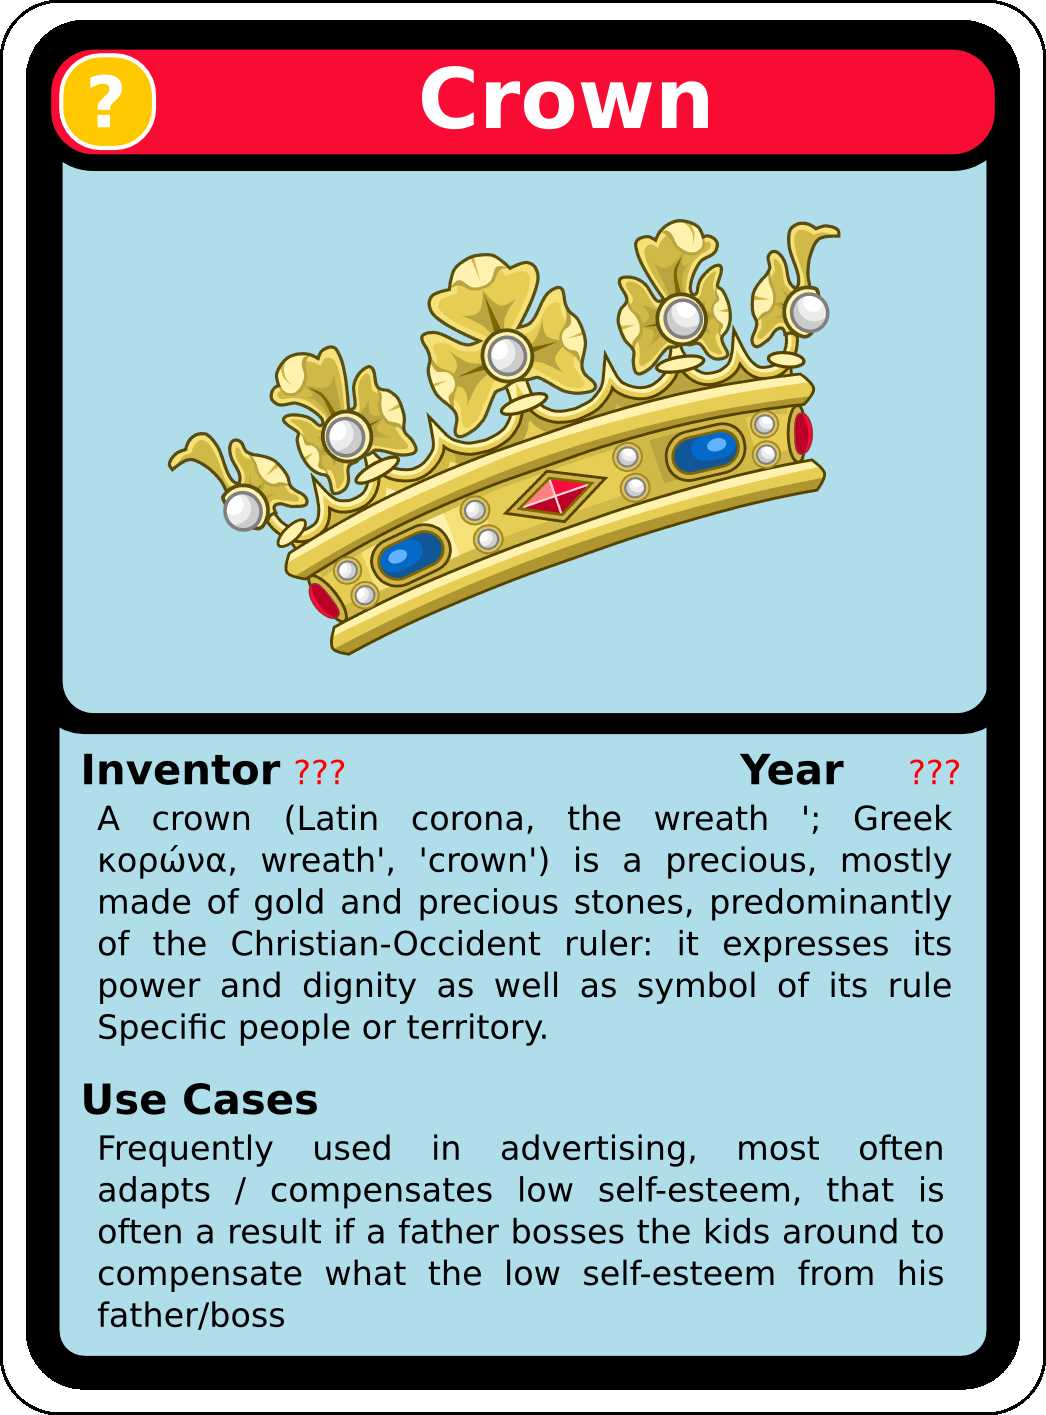 ?
Crown
Inventor ??? Year ???
A crown (Latin corona, the wreath '; Greek
κορώνα, wreath', 'crown') is a precious, mostly
made of gold and precious stones, predominantly
of the Christian-Occident ruler: it expresses its
power and dignity as well as symbol of its rule
Specific people or territory.
Use Cases
Frequently used in advertising, most often
adapts / compensates low self-esteem, that is
often a result if a father bosses the kids around to
compensate what the low self-esteem from his
father/boss